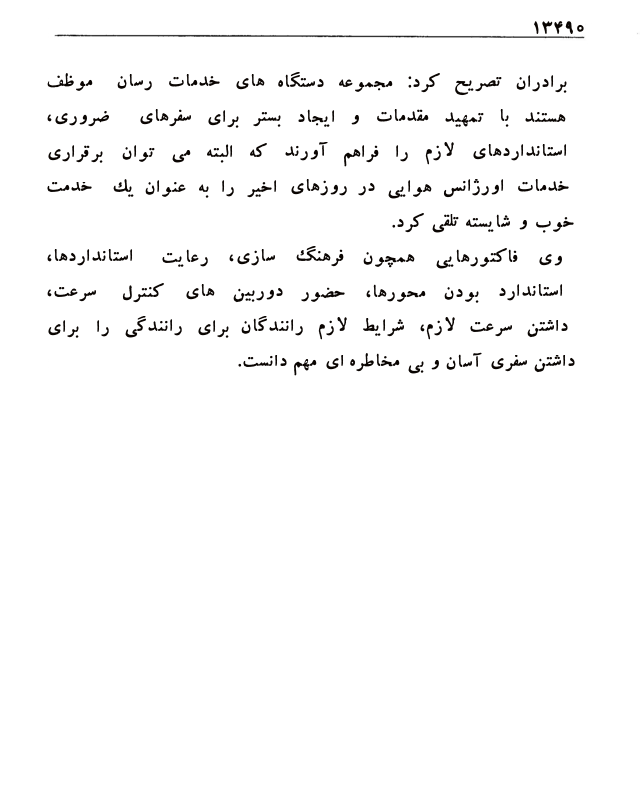 ۱۳۴۹۰
برادران تصریح کرد: مجموعه دستگاه های خدمات رسان موظف
هستند با تمهید مقدمات و ایجاد بستر برای سفرهای ضروری،
استانداردهای لازم را فراهم آورند که البته می توان برقراری
خدمات اورژانس هوایی در روزهای اخیر را به عنوان یك خدمت
خوب و شایسته تلقی کرد.
وی فاکتورهایی همچون فرهنگ سازی، رعایت استانداردها،
استاندارد بودن محورها، حضور دوربین های کنترل سرعت،
داشتن سرعت لازم، شرایط لازم رانندگان برای رانندگی را برای
داشتن سفری آسان و بی مخاطره ای مهم دانست.